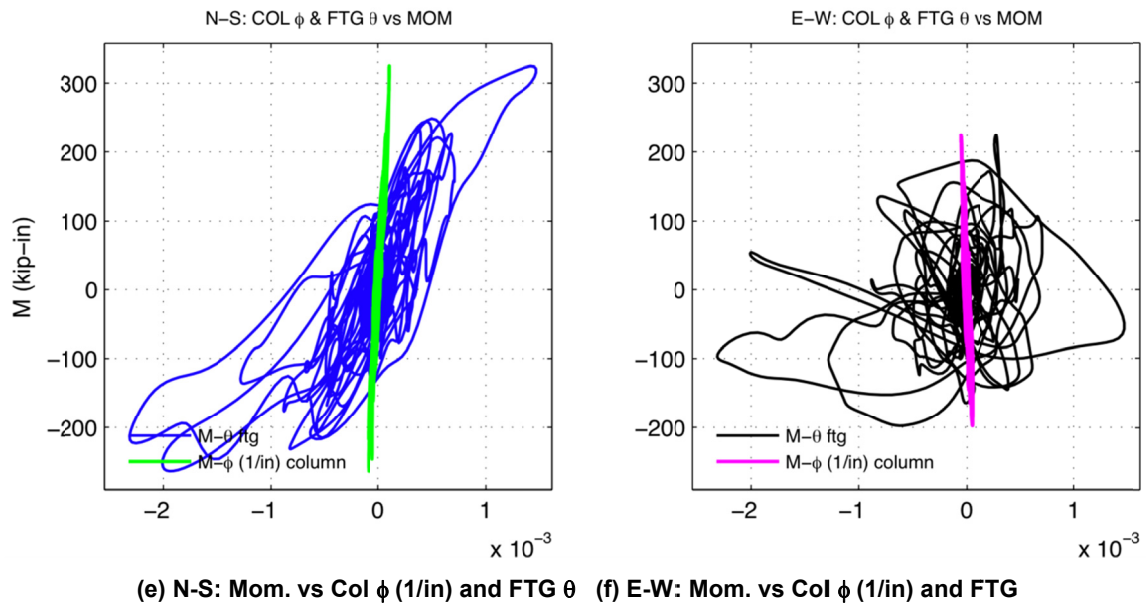 N–S: COL ϕ & FTG θ vs MOM
M (kip–in)
300
200
100
0
−100
−200
M–θ ftg
M–ϕ (1/in) column
−2
−1
0
1
x 10⁻³
E–W: COL ϕ & FTG θ vs MOM
300
200
100
0
−100
−200
M–θ ftg
M–ϕ (1/in) column
−2
−1
0
1
x 10⁻³
(e) N-S: Mom. vs Col ϕ (1/in) and FTG θ (f) E-W: Mom. vs Col ϕ (1/in) and FTG